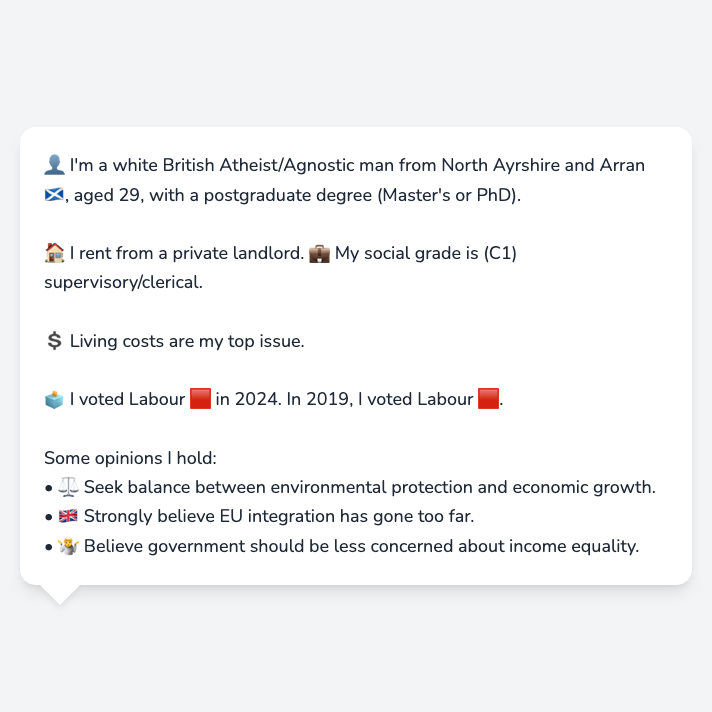 👤 I'm a white British Atheist/Agnostic man from North Ayrshire and Arran
🏴󠁧󠁢󠁳󠁣󠁴󠁿, aged 29, with a postgraduate degree (Master's or PhD).
🏠 I rent from a private landlord. 💼 My social grade is (C1)
supervisory/clerical.
💲 Living costs are my top issue.
🗳️ I voted Labour 🟥 in 2024. In 2019, I voted Labour 🟥.
Some opinions I hold:
• ⚖️ Seek balance between environmental protection and economic growth.
• 🇬🇧 Strongly believe EU integration has gone too far.
• 🤷 Believe government should be less concerned about income equality.